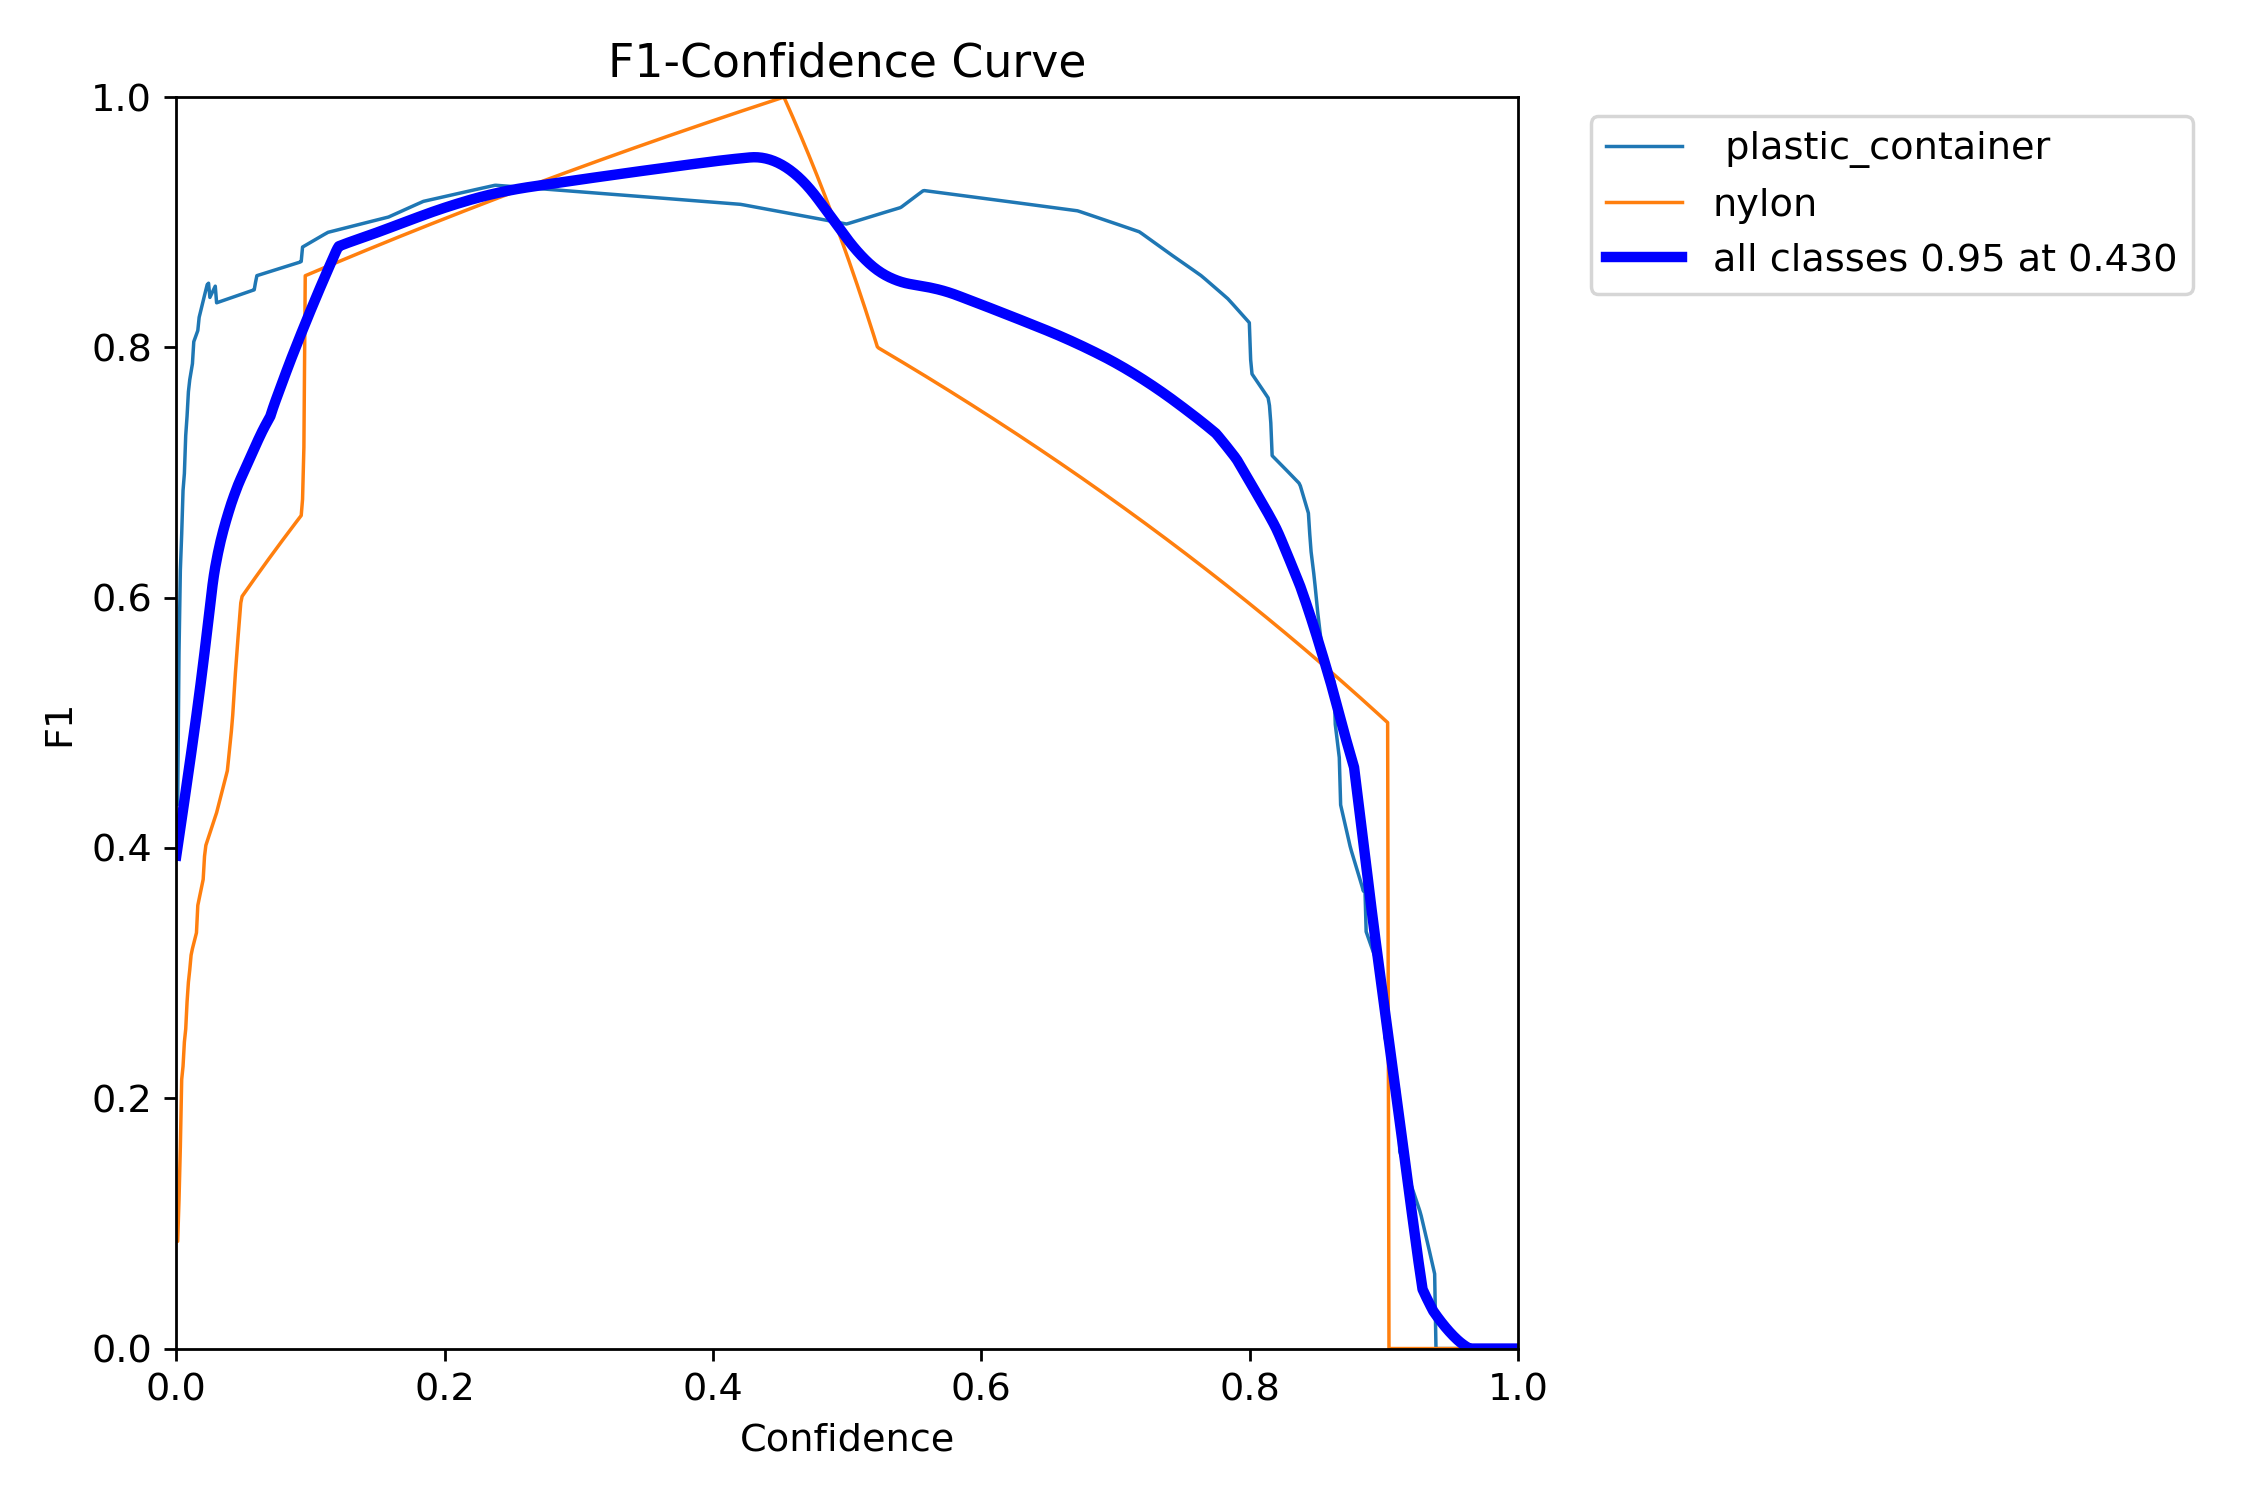 F1-Confidence Curve
1.0
0.8
0.6
0.4
0.2
0.0
F1
0.0 0.2 0.4 0.6 0.8 1.0
Confidence
plastic_container
nylon
all classes 0.95 at 0.430